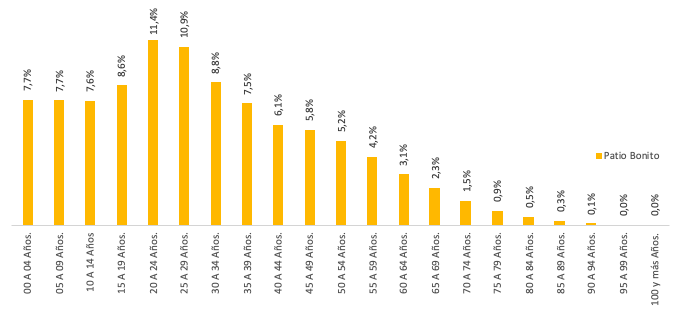 7,7%
7,7%
7,6%
8,6%
11,4%
10,9%
8,8%
7,5%
6,1%
5,8%
5,2%
4,2%
3,1%
2,3%
1,5%
0,9%
0,5%
0,3%
0,1%
0,0%
0,0%
Patio Bonito
00 A 04 Años.
05 A 09 Años.
10 A 14 Años
15 A 19 Años.
20 A 24 Años.
25 A 29 Años.
30 A 34 Años.
35 A 39 Años.
40 A 44 Años.
45 A 49 Años.
50 A 54 Años.
55 A 59 Años.
60 A 64 Años.
65 A 69 Años.
70 A 74 Años.
75 A 79 Años.
80 A 84 Años.
85 A 89 Años.
90 A 94 Años.
95 A 99 Años.
100 y más Años.